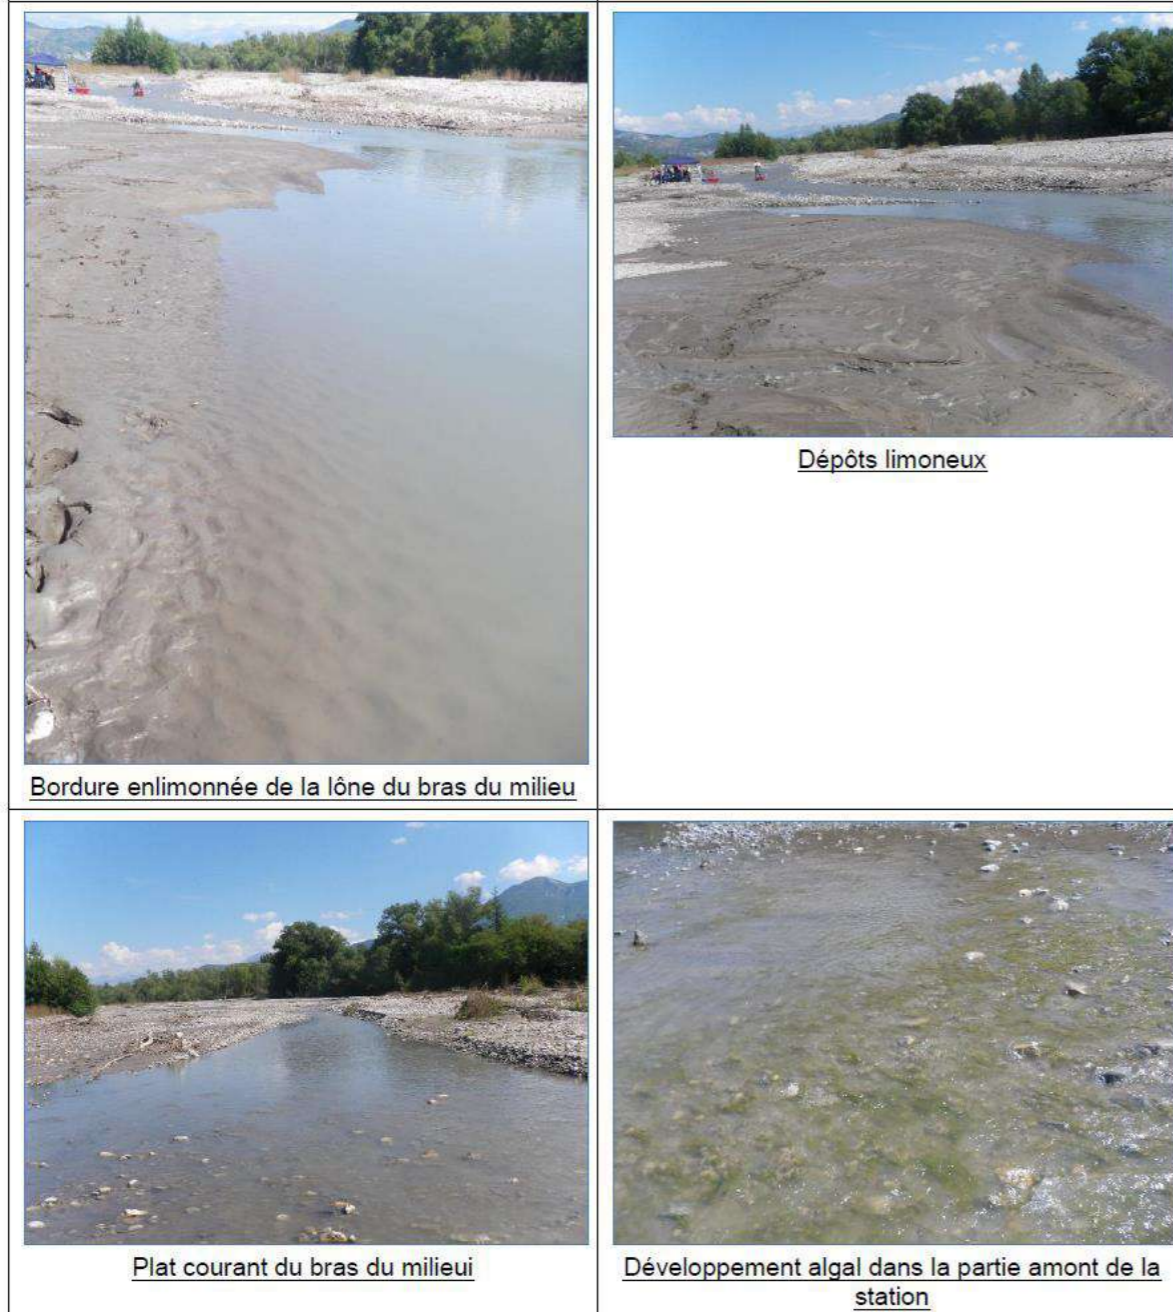 Dépôts limoneux
Bordure enlimonnée de la lône du bras du milieu
Plat courant du bras du milieui
Développement algal dans la partie amont de la
station